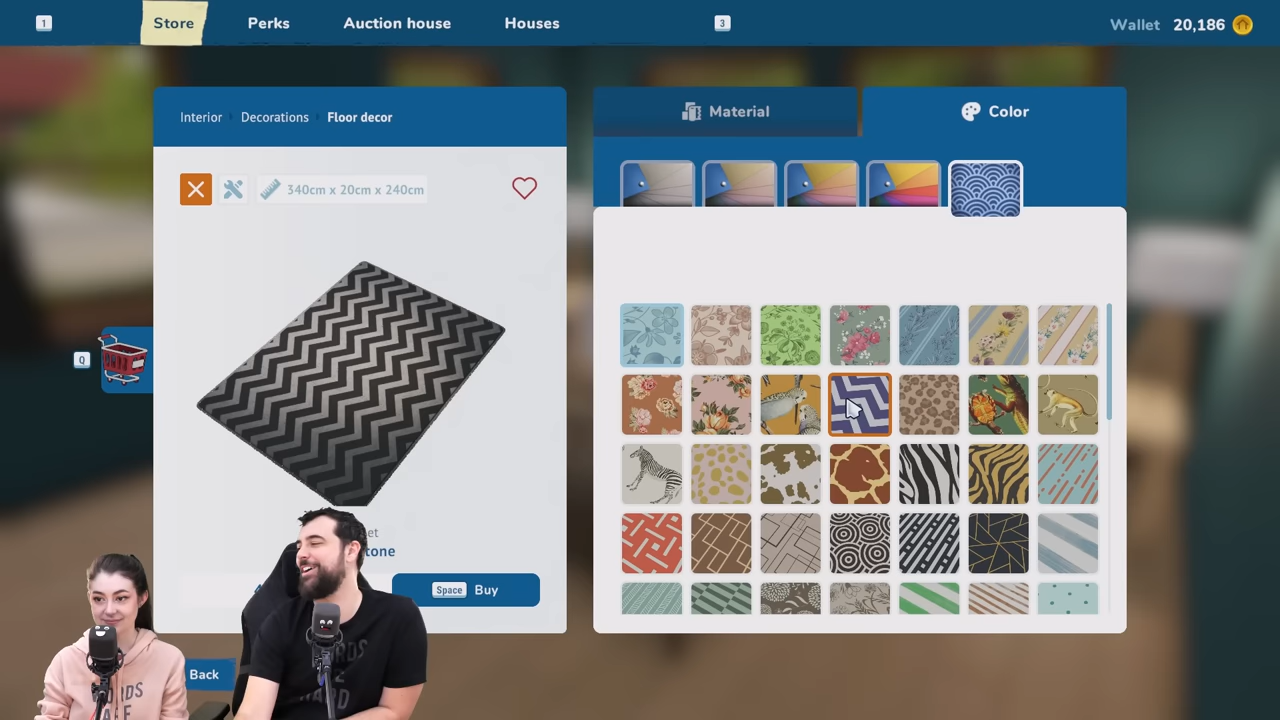 1 Store Perks Auction house Houses 3 Wallet 20,186
Interior Decorations Floor decor
Material
Color
340cm x 20cm x 240cm
Q
Space Buy
Back